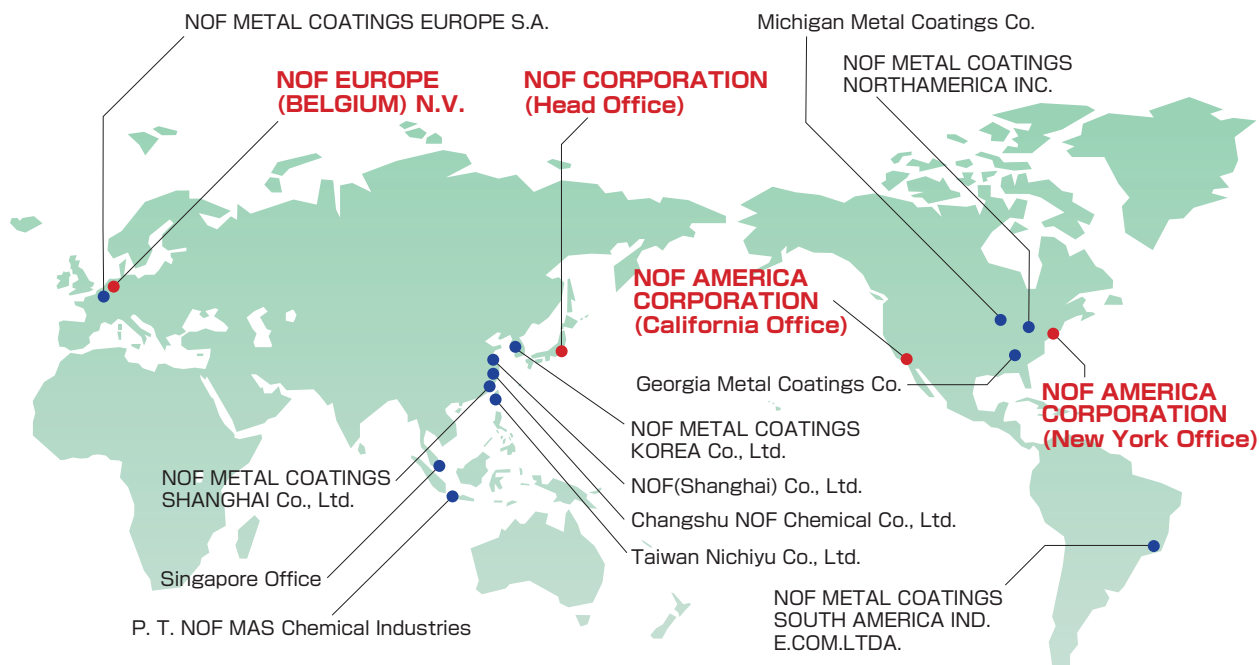 NOF METAL COATINGS EUROPE S.A.
Michigan Metal Coatings Co.
NOF METAL COATINGS
NORTHAMERICA INC.
NOF EUROPE
(BELGIUM) N.V.
NOF CORPORATION
(Head Office)
NOF AMERICA
CORPORATION
(California Office)
Georgia Metal Coatings Co.
NOF AMERICA
CORPORATION
(New York Office)
NOF METAL COATINGS
KOREA Co., Ltd.
NOF METAL COATINGS
SHANGHAI Co., Ltd.
NOF(Shanghai) Co., Ltd.
Changshu NOF Chemical Co., Ltd.
Taiwan Nichiyu Co., Ltd.
Singapore Office
P. T. NOF MAS Chemical Industries
NOF METAL COATINGS
SOUTH AMERICA IND.
E.COM.LTDA.